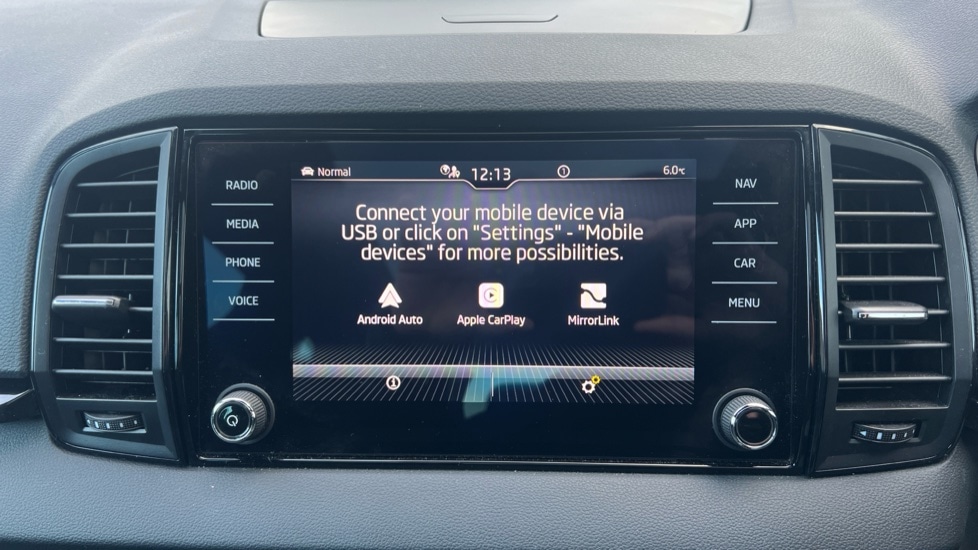 Normal 12:13 1 6.0°C
RADIO
MEDIA
PHONE
VOICE
Connect your mobile device via
USB or click on "Settings" - "Mobile
devices" for more possibilities.
Android Auto Apple CarPlay MirrorLink
NAV
APP
CAR
MENU